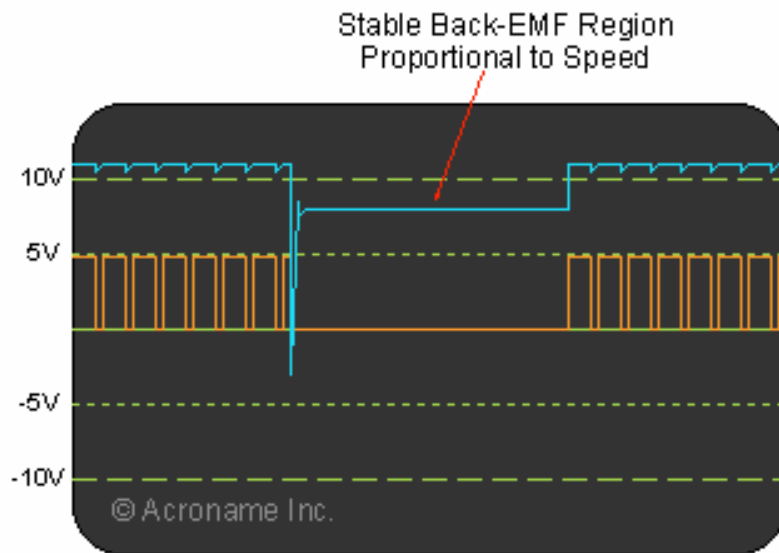 Stable Back-EMF Region
Proportional to Speed
10V
5V
-5V
-10V
© Acroname Inc.